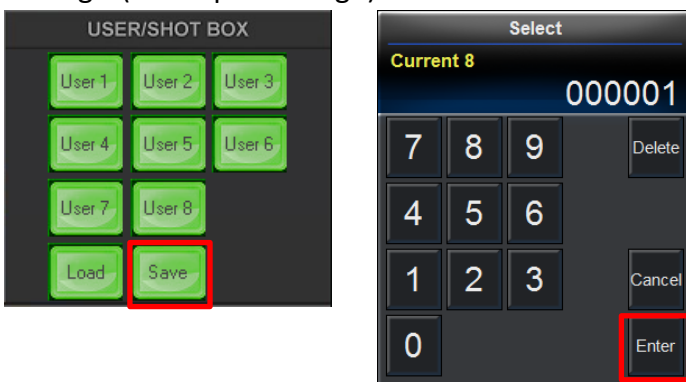 USER/SHOT BOX
User 1 User 2 User 3
User 4 User 5 User 6
User 7 User 8
Load Save
Select
Current 8
000001
7 8 9 Delete
4 5 6
1 2 3 Cancel
0 Enter